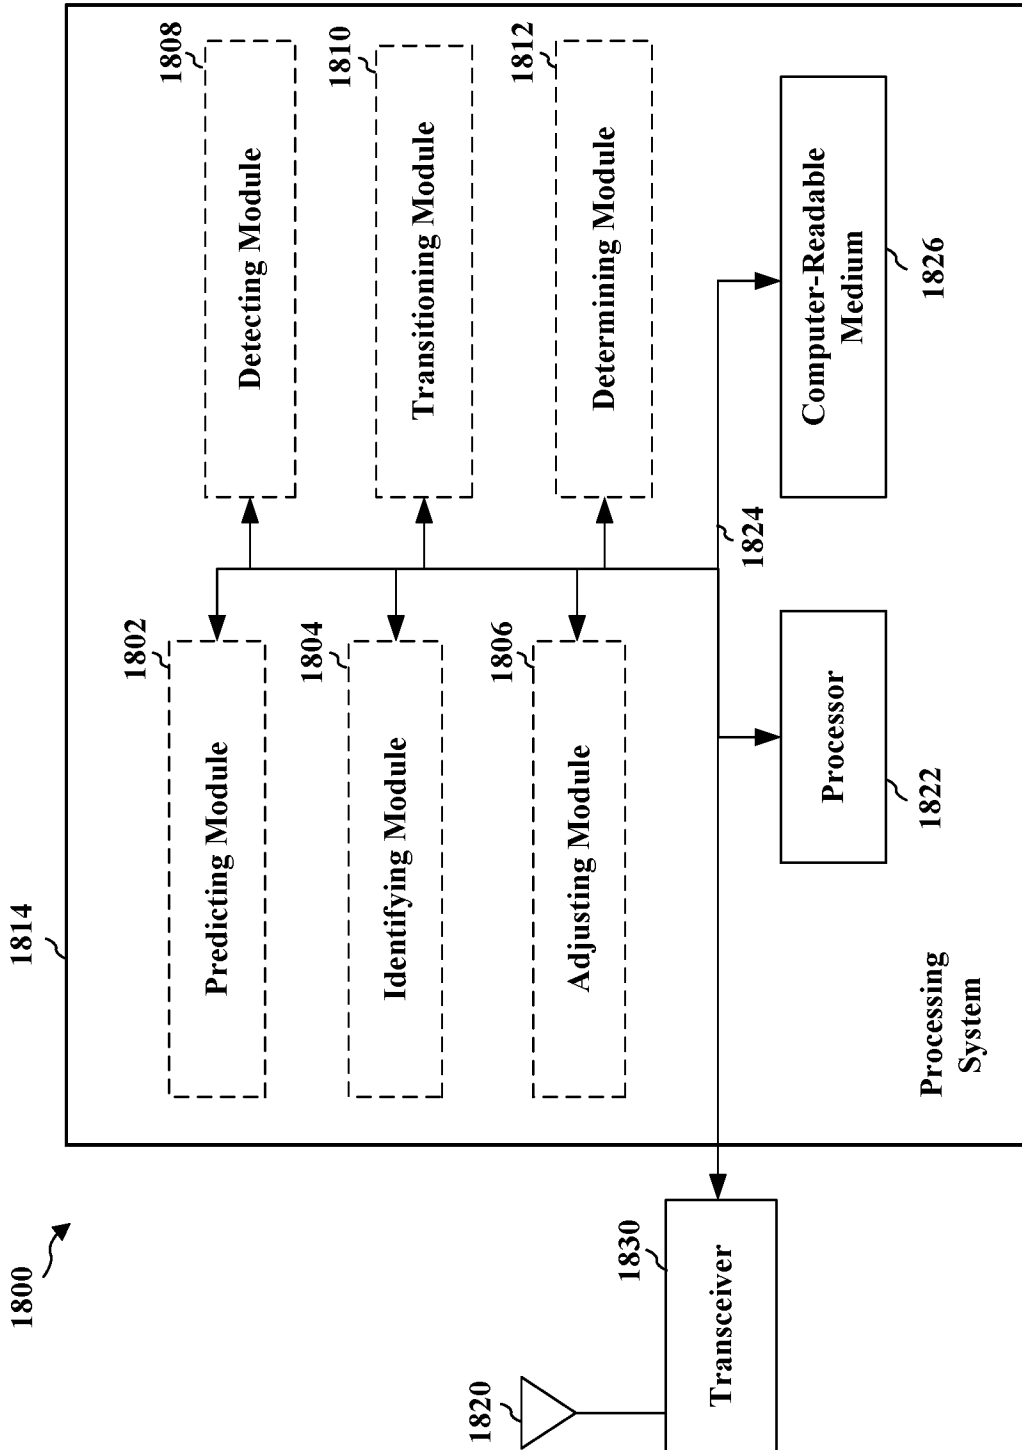 1800
1814
1802
Predicting Module
1804
Identifying Module
1806
Adjusting Module
1808
Detecting Module
1810
Transitioning Module
1812
Determining Module
1820
1830
Transceiver
1824
Processor
1822
Computer-Readable
Medium
1826
Processing
System